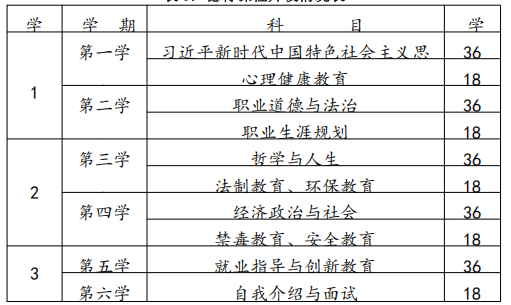 学 学 期 科 目 学
第一学 习近平新时代中国特色社会主义思 36
心理健康教育 18
1
第二学 职业道德与法治 36
职业生涯规划 18
第三学 哲学与人生 36
法制教育、环保教育 18
2
第四学 经济政治与社会 36
禁毒教育、安全教育 18
3 第五学 就业指导与创新教育 36
第六学 自我介绍与面试 18